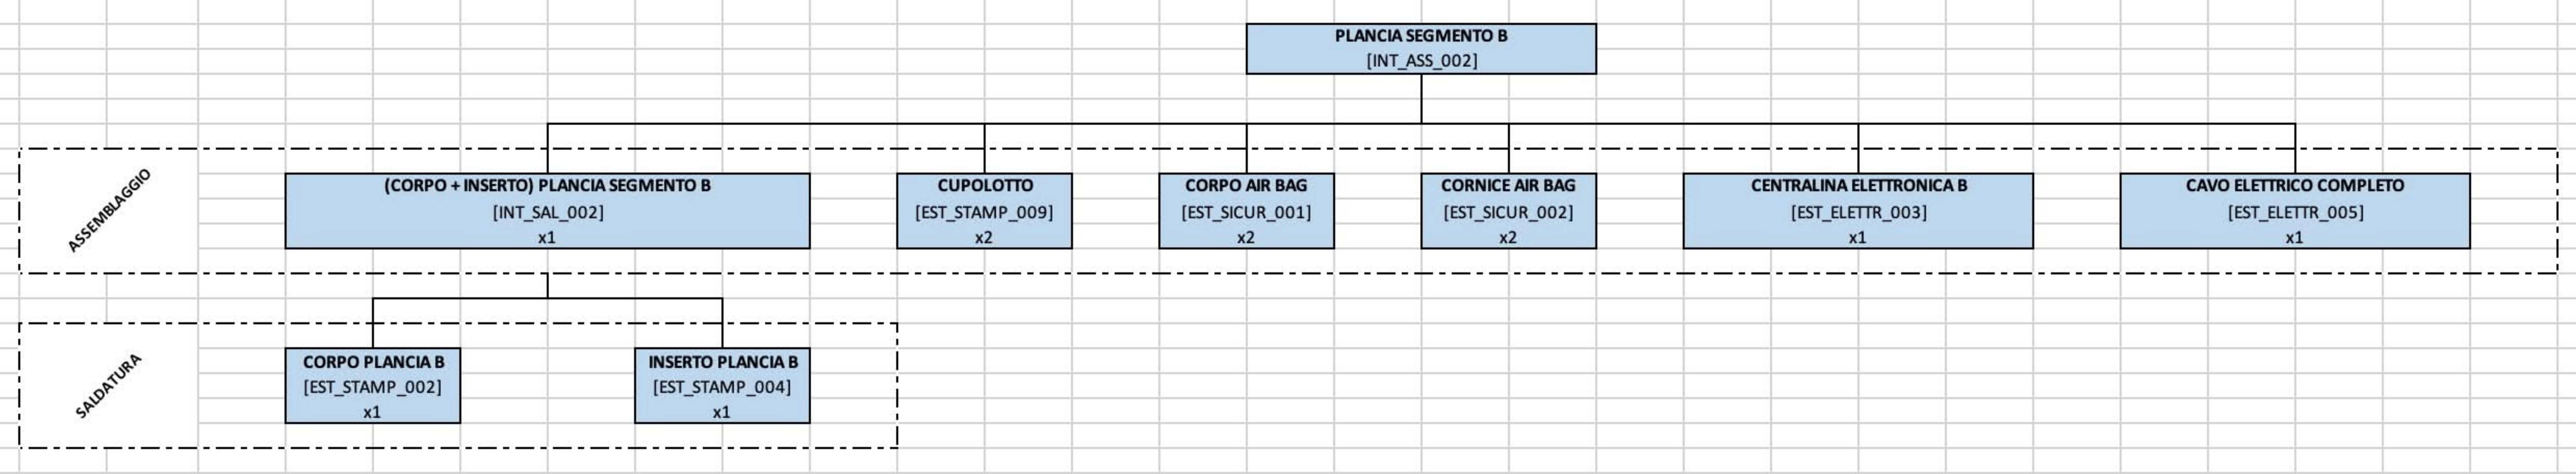 PLANCIA SEGMENTO B
[INT_ASS_002]
ASSEMBLAGGIO
(CORPO + INSERTO) PLANCIA SEGMENTO B
[INT_SAL_002]
x1
CUPOLOTTO
[EST_STAMP_009]
x2
CORPO AIR BAG
[EST_SICUR_001]
x2
CORNICE AIR BAG
[EST_SICUR_002]
x2
CENTRALINA ELETTRONICA B
[EST_ELETTR_003]
x1
CAVO ELETTRICO COMPLETO
[EST_ELETTR_005]
x1
SALDATURA
CORPO PLANCIA B
[EST_STAMP_002]
x1
INSERTO PLANCIA B
[EST_STAMP_004]
x1